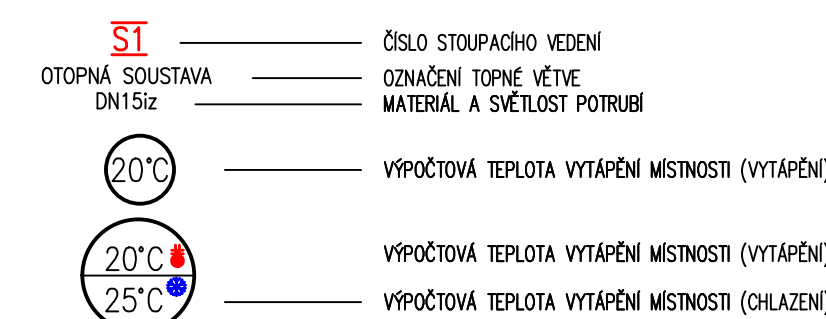 S1 ČÍSLO STOUPACÍHO VEDENÍ
OTOPNÁ SOUSTAVA OZNAČENÍ TOPNÉ VĚTVE
DN15iz MATERIÁL A SVĚTLOST POTRUBÍ
20°C VÝPOČTOVÁ TEPLOTA VYTÁPĚNÍ MÍSTNOSTI (VYTÁPĚNÍ)
20°C VÝPOČTOVÁ TEPLOTA VYTÁPĚNÍ MÍSTNOSTI (VYTÁPĚNÍ)
25°C VÝPOČTOVÁ TEPLOTA VYTÁPĚNÍ MÍSTNOSTI (CHLAZENÍ)